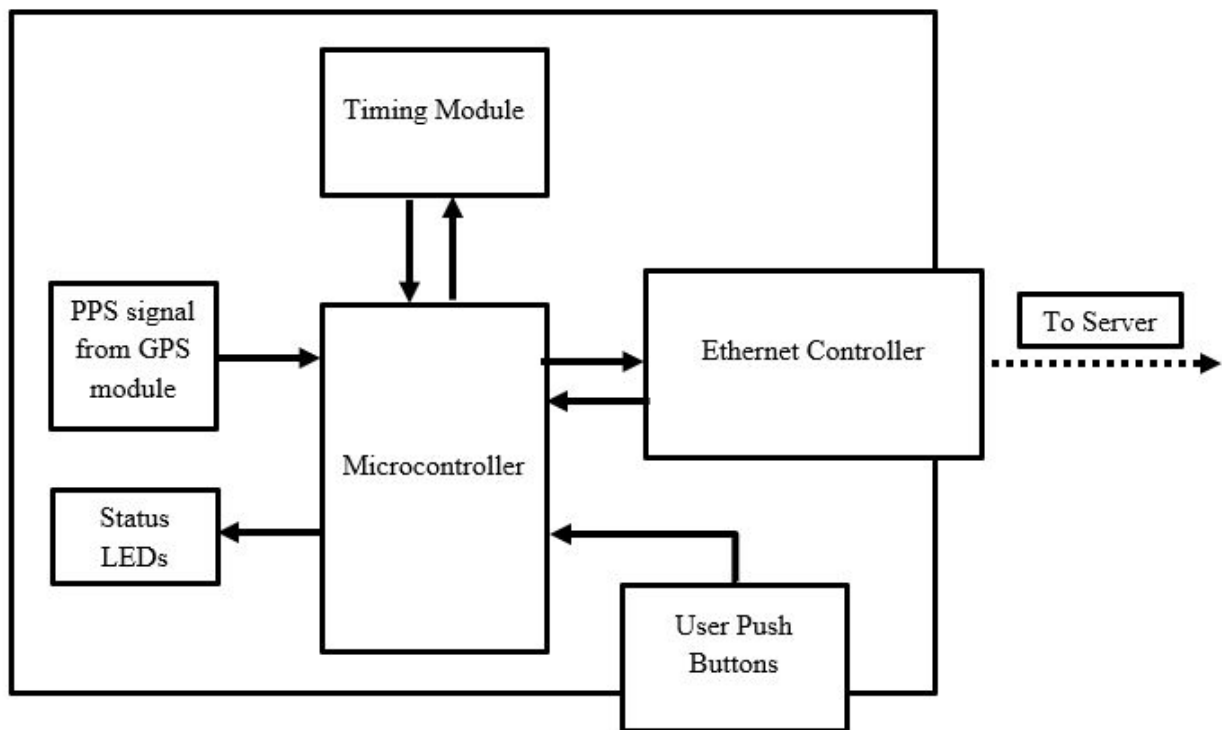 Timing Module
PPS signal
from GPS
module
To Server
Ethernet Controller
Microcontroller
Status
LEDs
User Push
Buttons